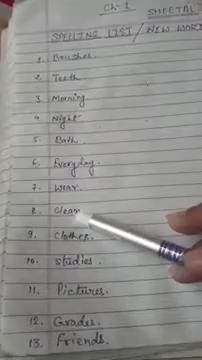 Ch-1
SHEETAL
SPELLING LIST / NEW WORD
1. Brushes
2. Teeth
3. Morning
4. Night
5. Bath
6. Everyday.
7. Wear.
8. Clean
9. Clothes.
10. Studies.
11. Pictures.
12. Grades.
13. Friends.